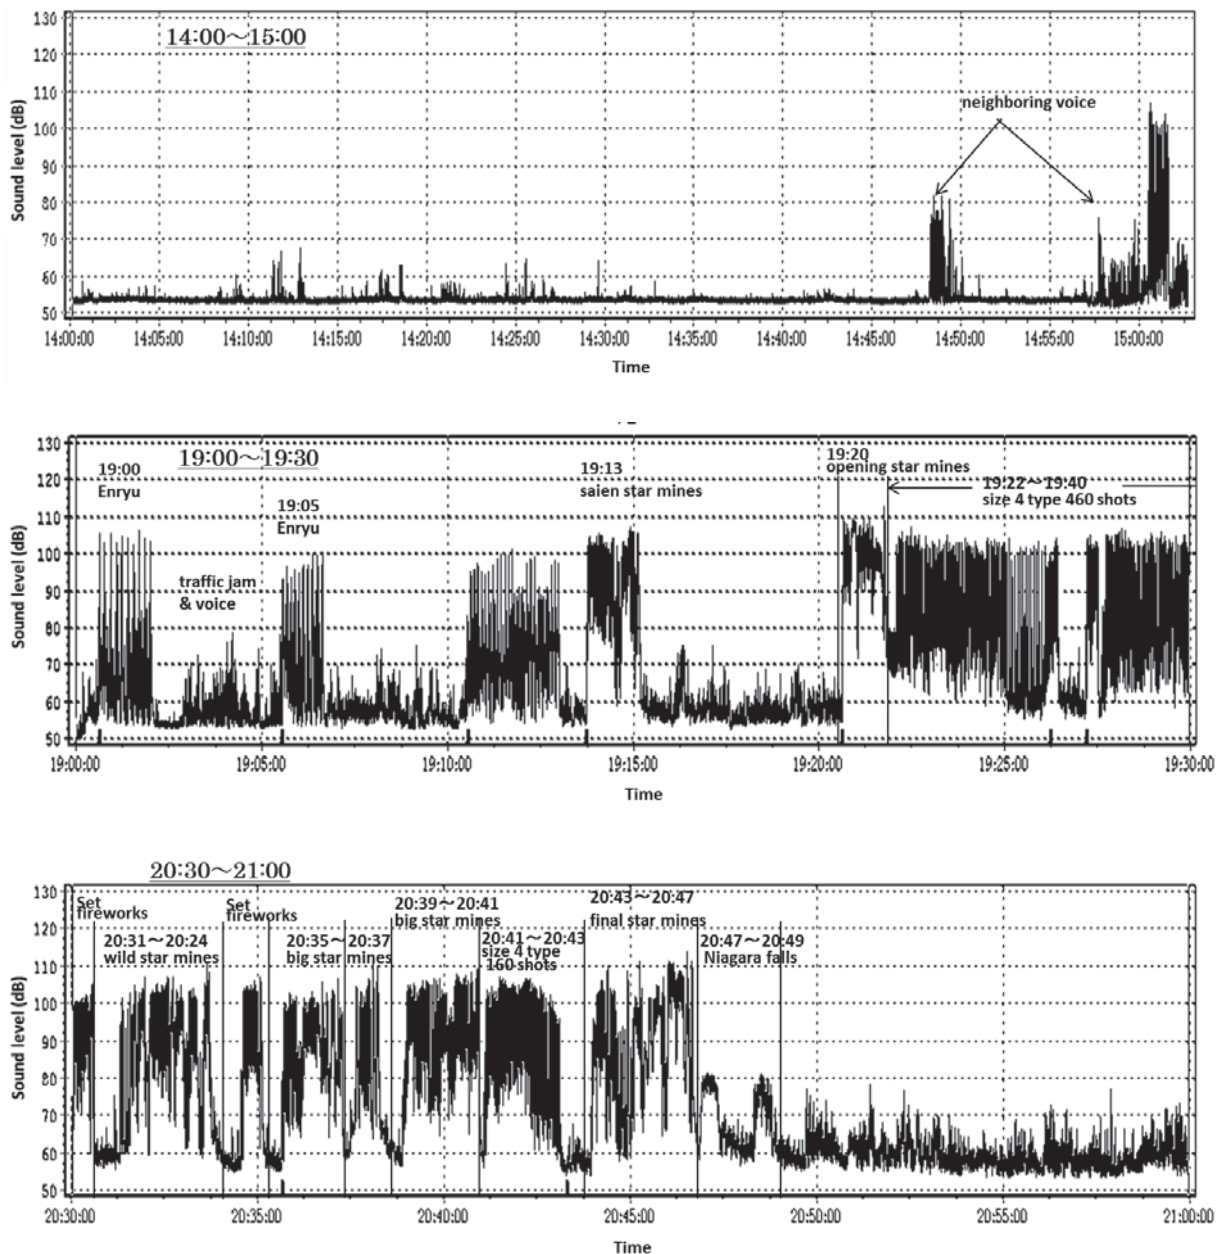 14:00～15:00
130
120
110
100
90
80
70
60
50
Sound level (dB)
neighboring voice
14:00:00 14:05:00 14:10:00 14:15:00 14:20:00 14:25:00 14:30:00 14:35:00 14:40:00 14:45:00 14:50:00 14:55:00 15:00:00
Time
19:00～19:30
130
120
110
100
90
80
70
60
50
Sound level (dB)
19:00
Enryu
traffic jam
& voice
19:05
Enryu
19:13
saien star mines
19:20
opening star mines
19:22～19:40
size 4 type 460 shots
19:00:00 19:05:00 19:10:00 19:15:00 19:20:00 19:25:00 19:30:00
Time
20:30～21:00
130
120
110
100
90
80
70
60
50
Sound level (dB)
Set
fireworks
20:31～20:24
wild star mines
Set
fireworks
20:35～20:37
big star mines
20:39～20:41
big star mines
20:41～20:43
size 4 type
160 shots
20:43～20:47
final star mines
20:47～20:49
Niagara falls
20:30:00 20:35:00 20:40:00 20:45:00 20:50:00 20:55:00 21:00:00
Time